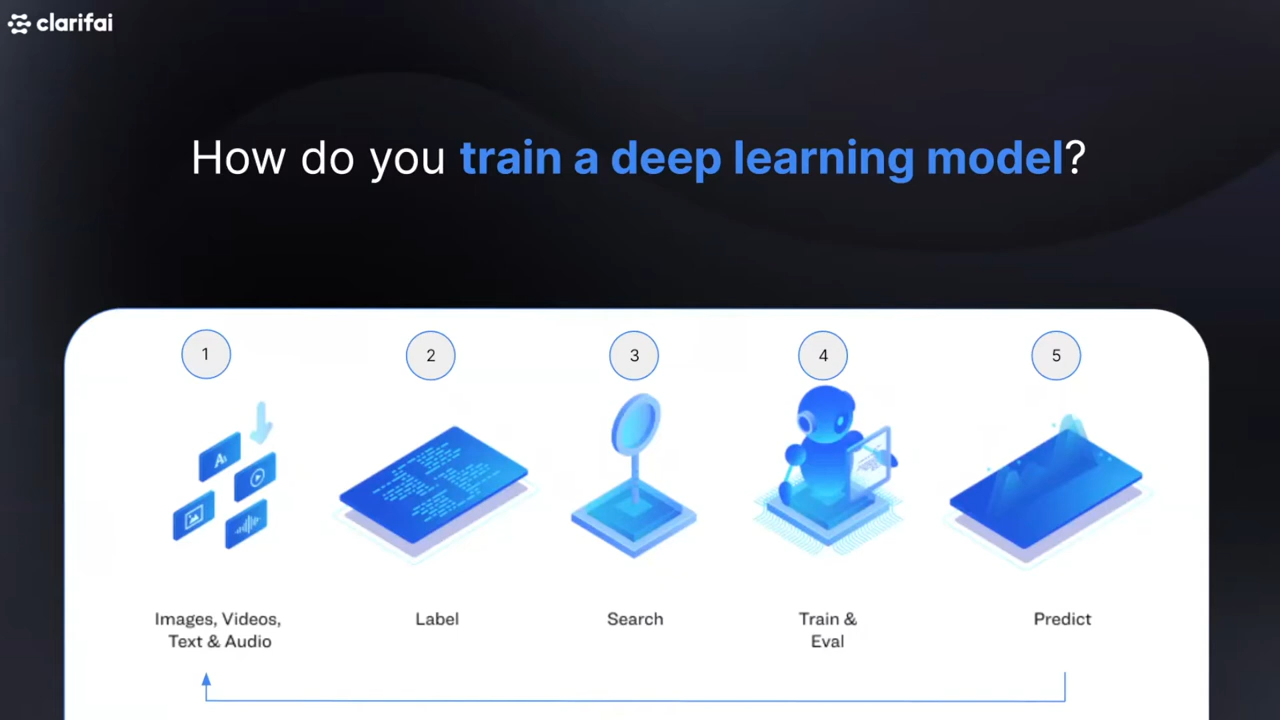 clarifai
How do you train a deep learning model?
1
2
3
4
5
Images, Videos,
Text & Audio
Label
Search
Train &
Eval
Predict